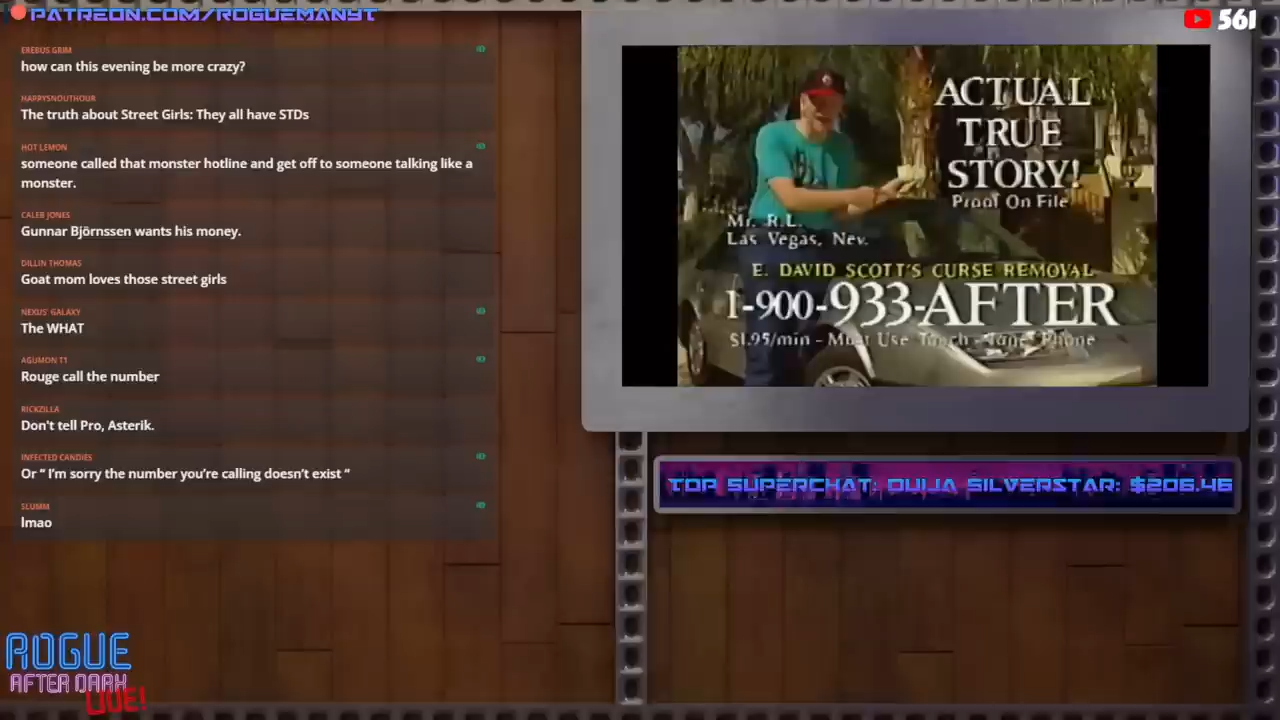 PATREON.COM/ROGUEMANYT
561
EREBUS GRIM
how can this evening be more crazy?
HAPPYSNOUTHOUR
The truth about Street Girls: They all have STDs
HOT LEMON
someone called that monster hotline and get off to someone talking like a
monster.
CALEB JONES
Gunnar Björnssen wants his money.
DILLIN THOMAS
Goat mom loves those street girls
NEXUS' GALAXY
The WHAT
AGUMON T1
Rouge call the number
RICKZILLA
Don't tell Pro, Asterik.
INFECTED CANDIES
Or “ I’m sorry the number you’re calling doesn’t exist “
SLUMM
lmao
ACTUAL
TRUE
STORY!
Proof On File
Mr. R.L.
Las Vegas, Nev.
E. DAVID SCOTT'S CURSE REMOVAL
1-900-933-AFTER
$1.95/min - Must Use Touch - Tone Phone
TOP SUPERCHAT: OUIJA SILVERSTAR: $206.46
ROGUE
AFTER DARK
LIVE!